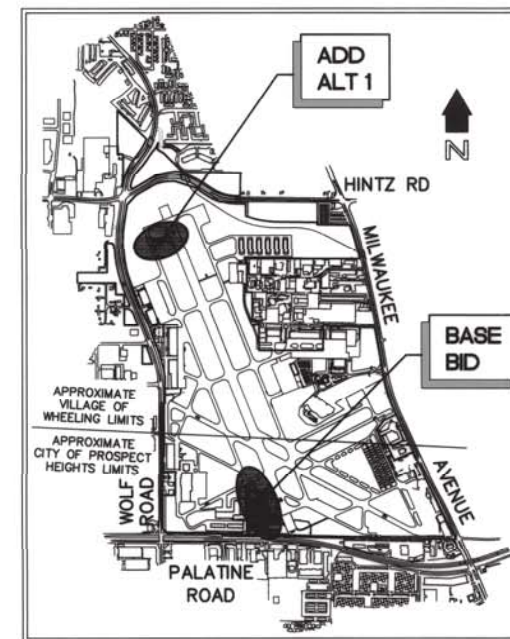 ADD
ALT 1
N
HINTZ RD
MILWAUKEE
BASE
BID
APPROXIMATE
VILLAGE OF
WHEELING LIMITS
APPROXIMATE
CITY OF PROSPECT
HEIGHTS LIMITS
WOLF
ROAD
AVENUE
PALATINE
ROAD